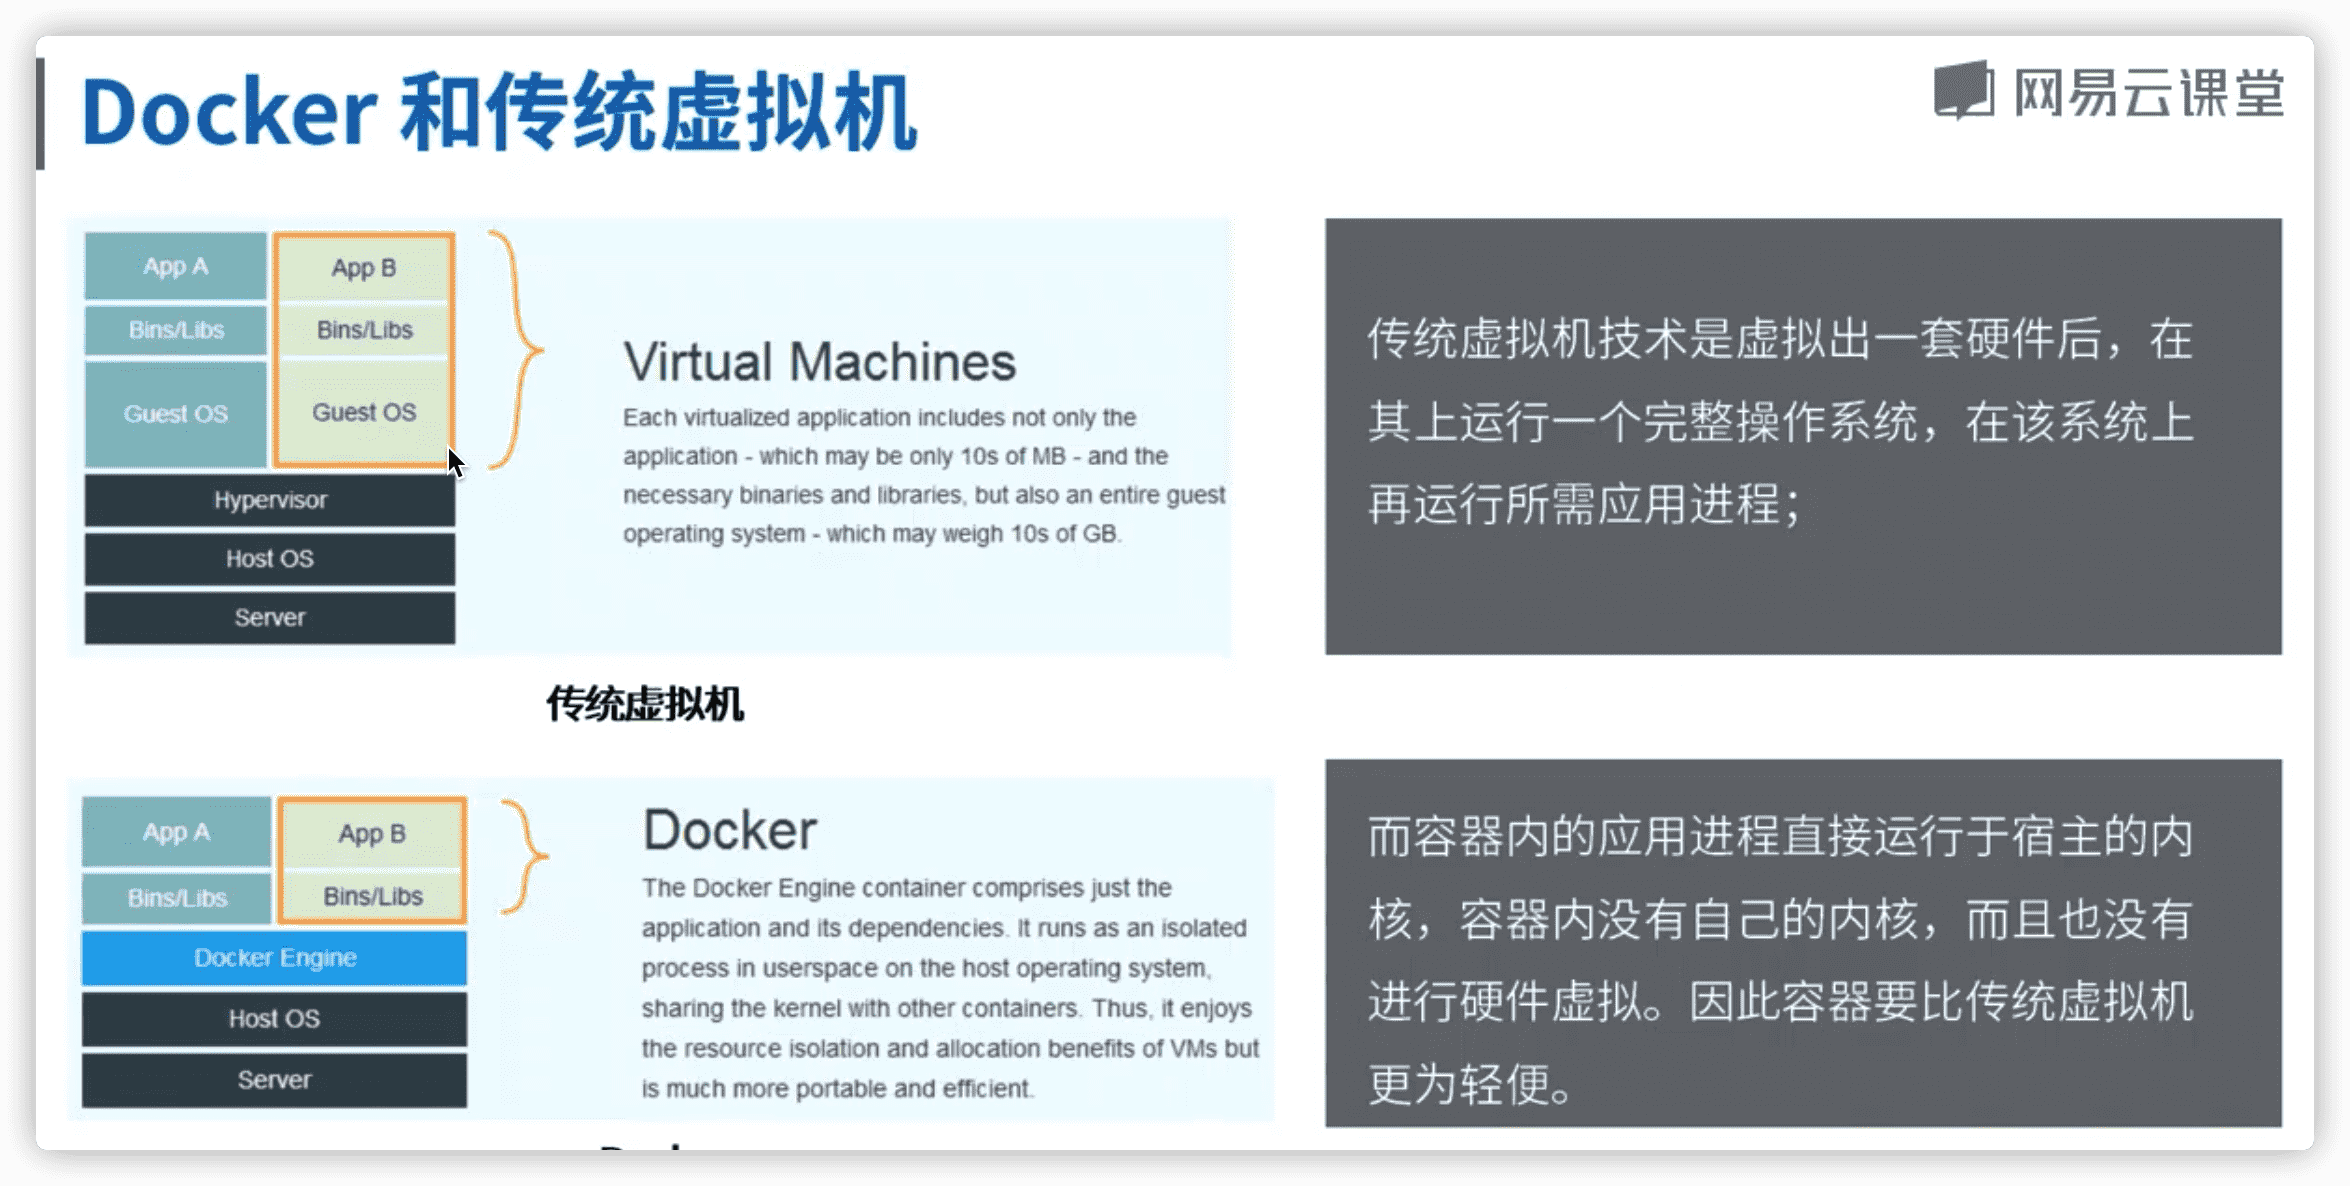 Docker 和传统虚拟机
网易云课堂
App A
App B
Bins/Libs
Bins/Libs
Guest OS
Guest OS
Hypervisor
Host OS
Server
Virtual Machines
Each virtualized application includes not only the
application - which may be only 10s of MB - and the
necessary binaries and libraries, but also an entire guest
operating system - which may weigh 10s of GB.
传统虚拟机技术是虚拟出一套硬件后，在
其上运行一个完整操作系统，在该系统上
再运行所需应用进程；
传统虚拟机
App A
App B
Bins/Libs
Bins/Libs
Docker Engine
Host OS
Server
Docker
The Docker Engine container comprises just the
application and its dependencies. It runs as an isolated
process in userspace on the host operating system,
sharing the kernel with other containers. Thus, it enjoys
the resource isolation and allocation benefits of VMs but
is much more portable and efficient.
而容器内的应用进程直接运行于宿主的内
核，容器内没有自己的内核，而且也没有
进行硬件虚拟。因此容器要比传统虚拟机
更为轻便。